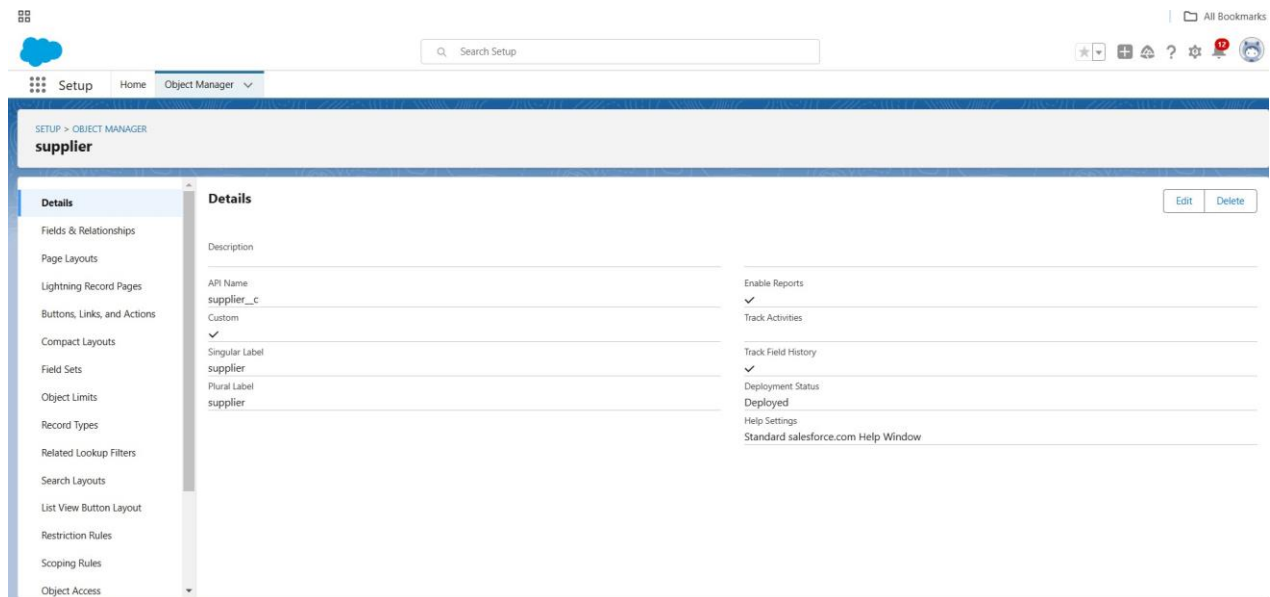 All Bookmarks
Search Setup
12
Setup Home Object Manager
SETUP > OBJECT MANAGER
supplier
Details
Fields & Relationships
Page Layouts
Lightning Record Pages
Buttons, Links, and Actions
Compact Layouts
Field Sets
Object Limits
Record Types
Related Lookup Filters
Search Layouts
List View Button Layout
Restriction Rules
Scoping Rules
Object Access
Details
Edit Delete
Description
API Name
supplier__c
Custom
Singular Label
supplier
Plural Label
supplier
Enable Reports
Track Activities
Track Field History
Deployment Status
Deployed
Help Settings
Standard salesforce.com Help Window